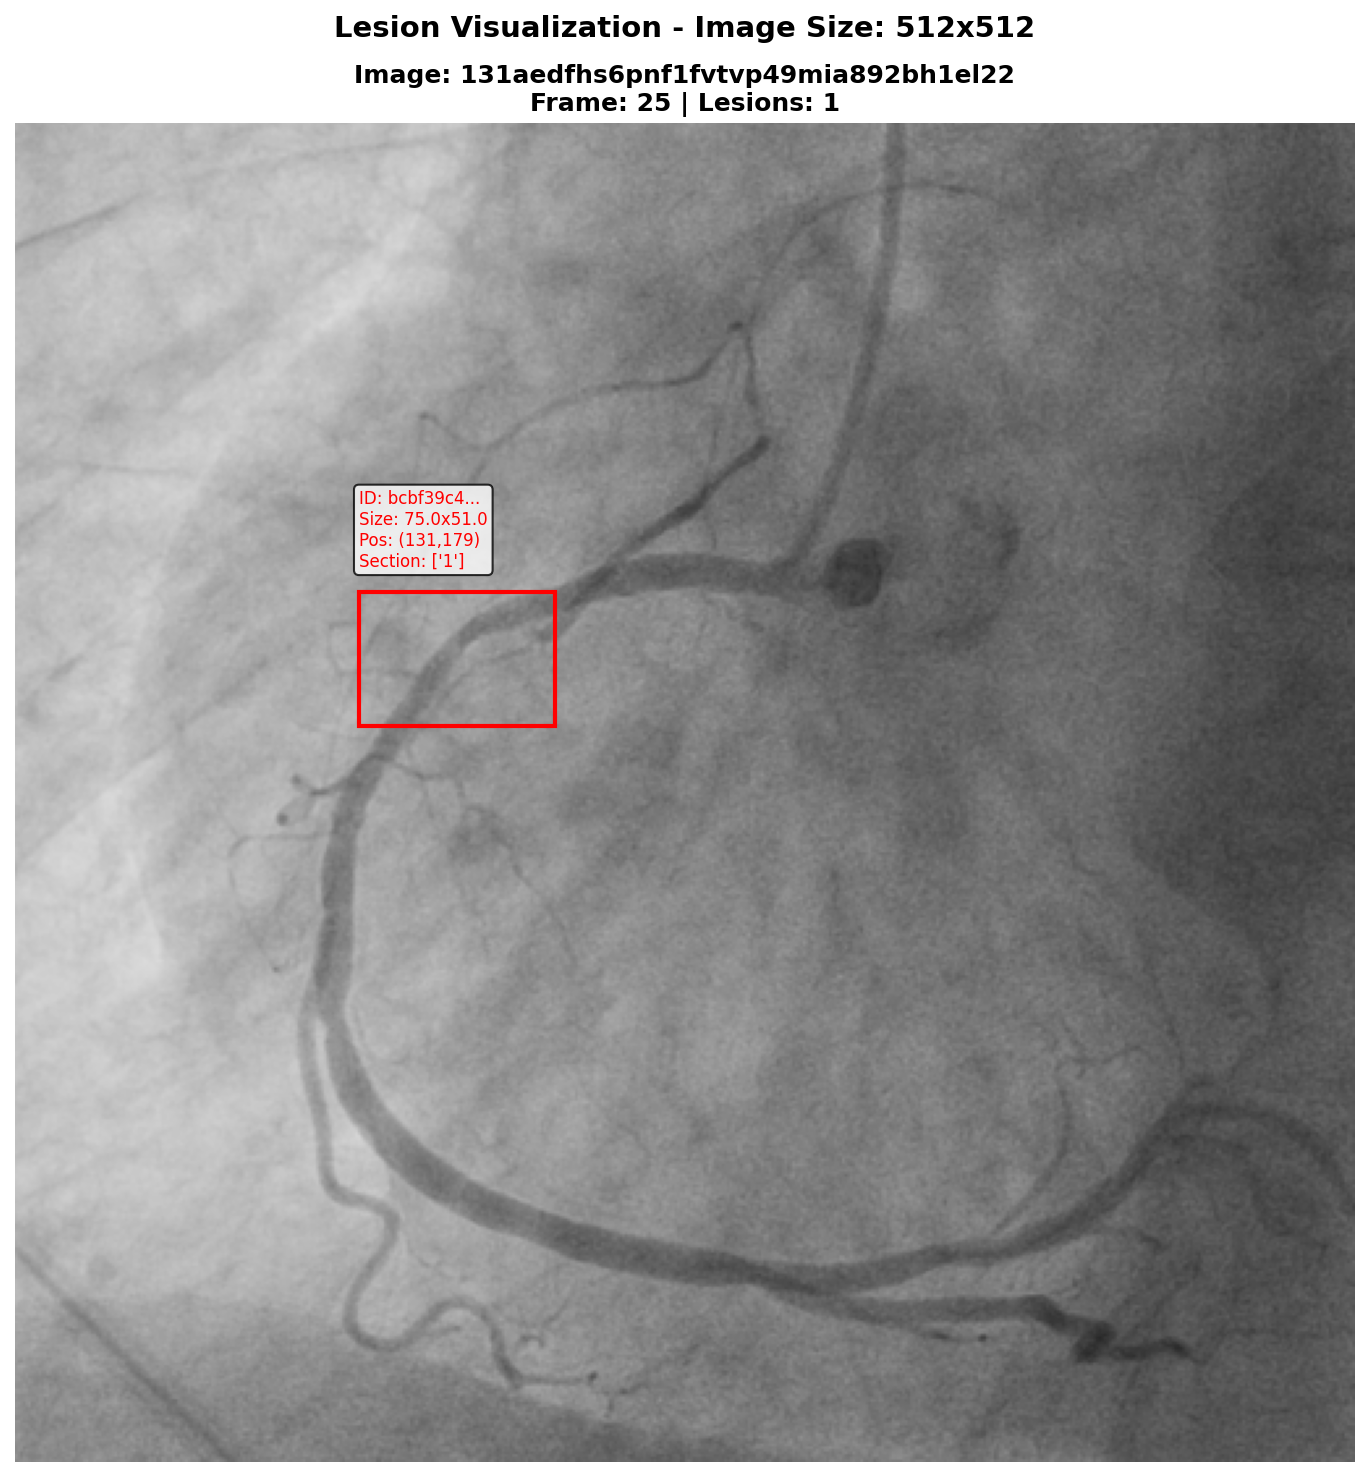 Lesion Visualization - Image Size: 512x512
Image: 131aedfhs6pnf1fvtvp49mia892bh1el22
Frame: 25 | Lesions: 1
ID: bcbf39c4...
Size: 75.0x51.0
Pos: (131,179)
Section: ['1']